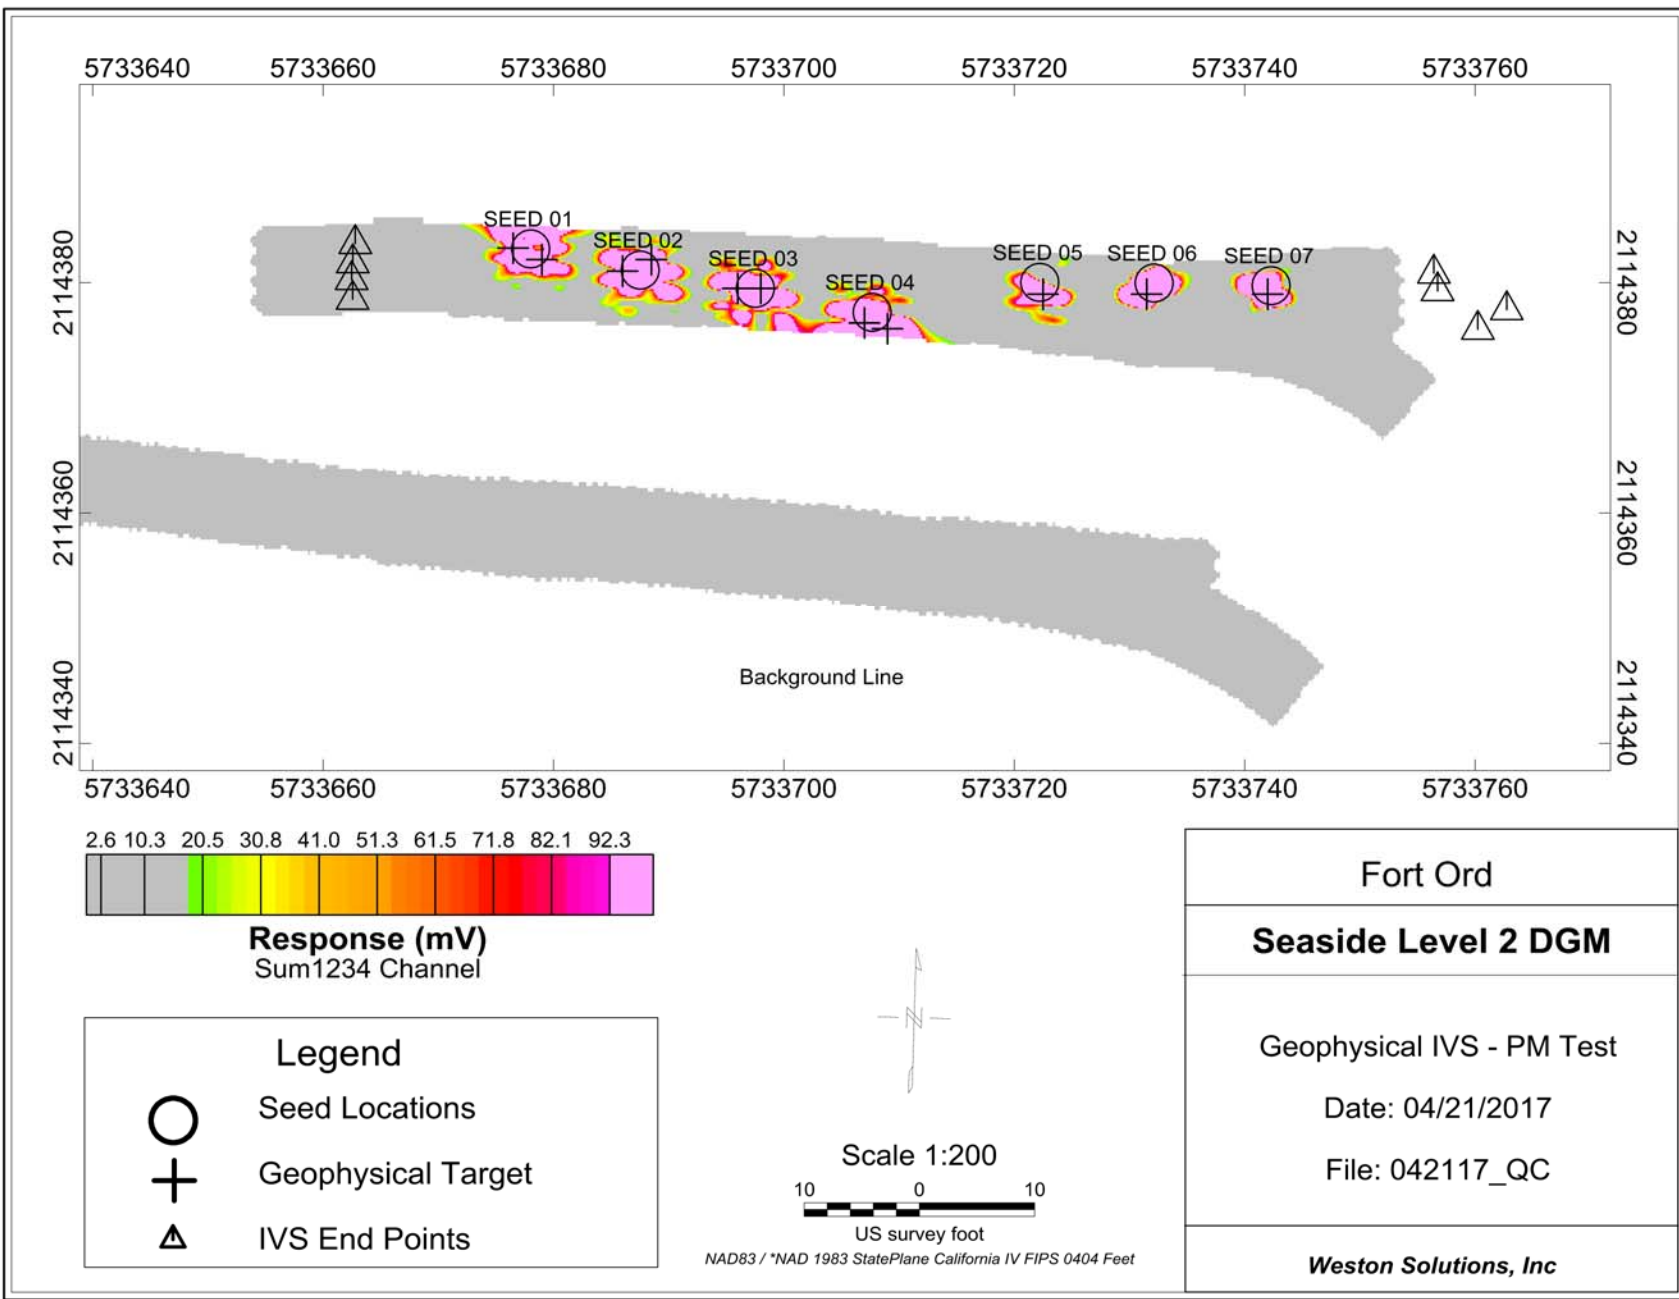 5733640 5733660 5733680 5733700 5733720 5733740 5733760
2114380
2114360
2114340
SEED 01
SEED 02
SEED 03
SEED 04
SEED 05
SEED 06
SEED 07
2114380
2114360
2114340
Background Line
5733640 5733660 5733680 5733700 5733720 5733740 5733760
2.6 10.3 20.5 30.8 41.0 51.3 61.5 71.8 82.1 92.3
Response (mV)
Sum1234 Channel
Legend
Seed Locations
Geophysical Target
IVS End Points
N
Scale 1:200
10 0 10
US survey foot
NAD83 / *NAD 1983 StatePlane California IV FIPS 0404 Feet
Fort Ord
Seaside Level 2 DGM
Geophysical IVS - PM Test
Date: 04/21/2017
File: 042117_QC
Weston Solutions, Inc